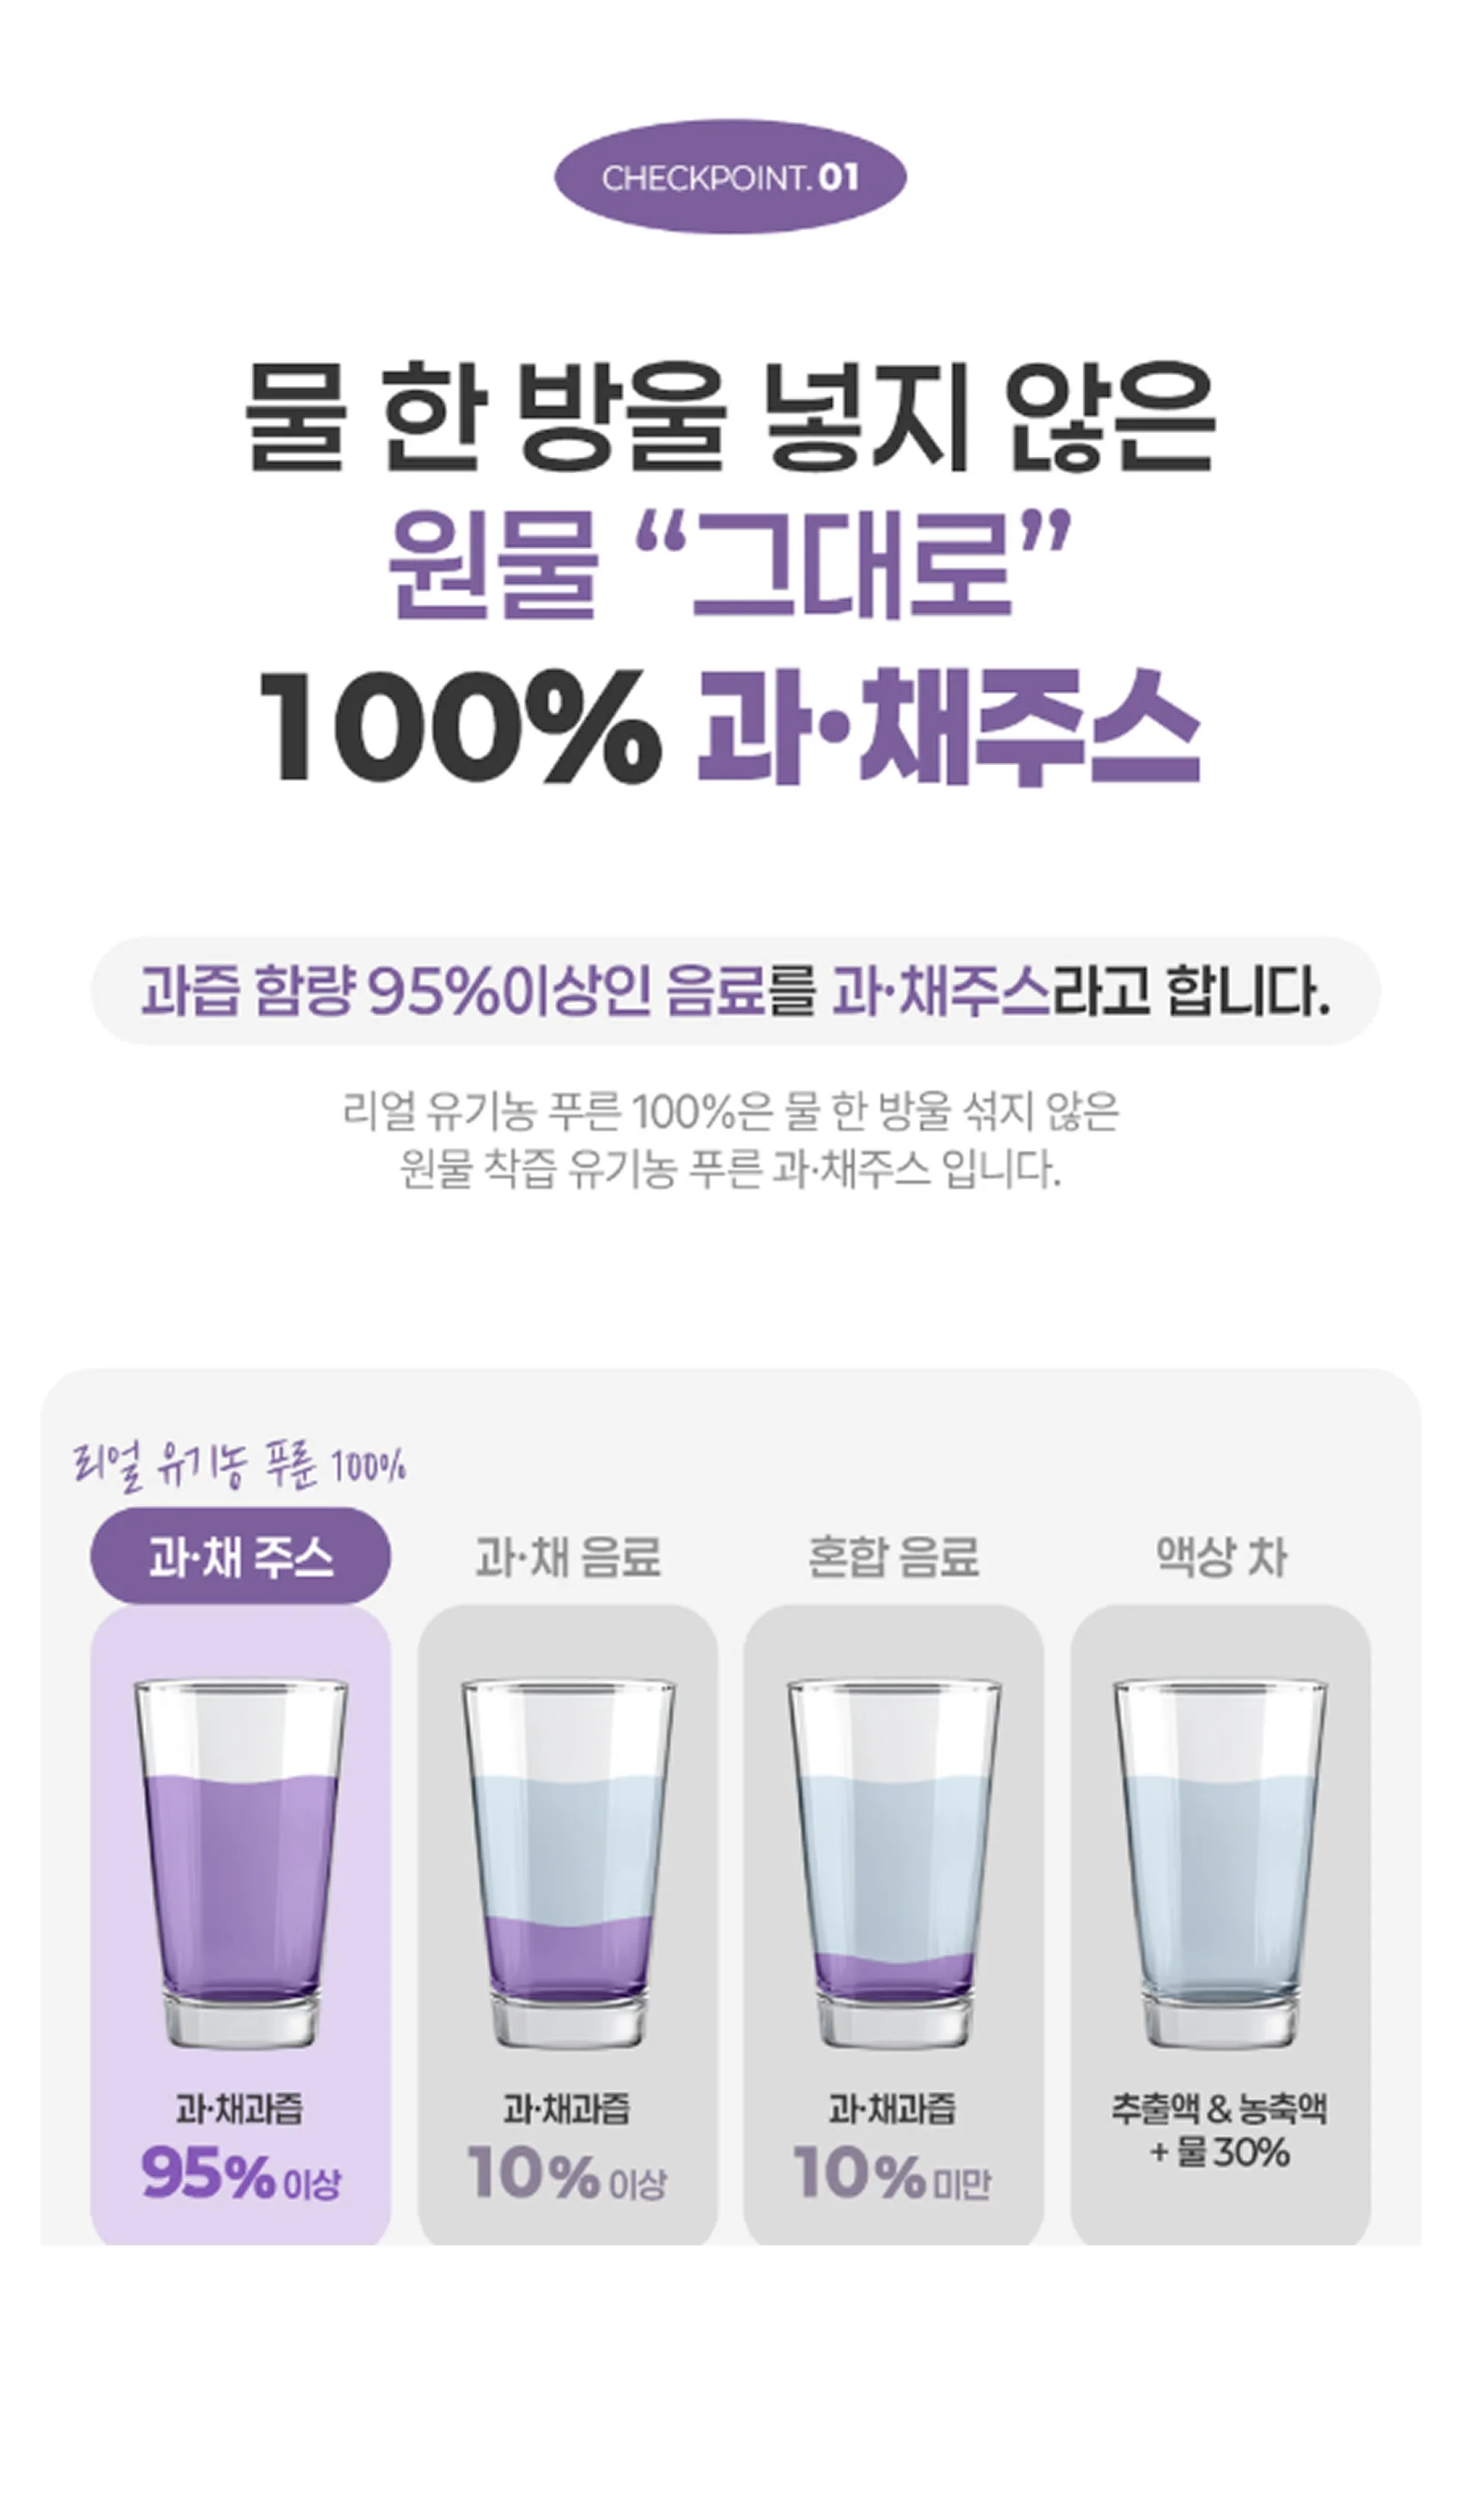 CHECKPOINT. 01
물 한 방울 넣지 않은
원물 “그대로”
100% 과·채주스
과즙 함량 95%이상인 음료를 과·채주스라고 합니다.
리얼 유기농 푸른 100%은 물 한 방울 섞지 않은
원물 착즙 유기농 푸른 과·채주스 입니다.
리얼 유기농 푸룬 100%
과·채 주스
과·채 음료
혼합 음료
액상 차
과·채과즙
95% 이상
과·채과즙
10% 이상
과·채과즙
10% 미만
추출액 & 농축액
+ 물 30%